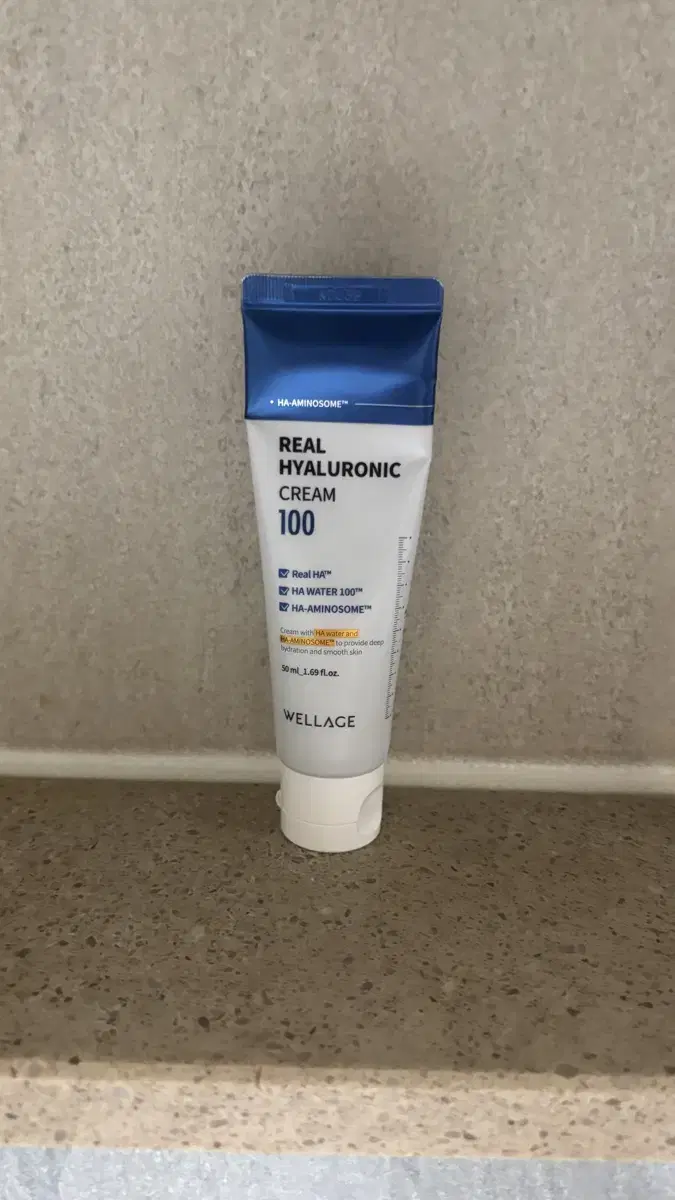 • HA-AMINOSOME™
REAL
HYALURONIC
CREAM
100
Real HA™
HA WATER 100™
HA-AMINOSOME™
Cream with HA water and
HA-AMINOSOME™ to provide deep
hydration and smooth skin
50 ml_1.69 fl.oz.
WELLAGE